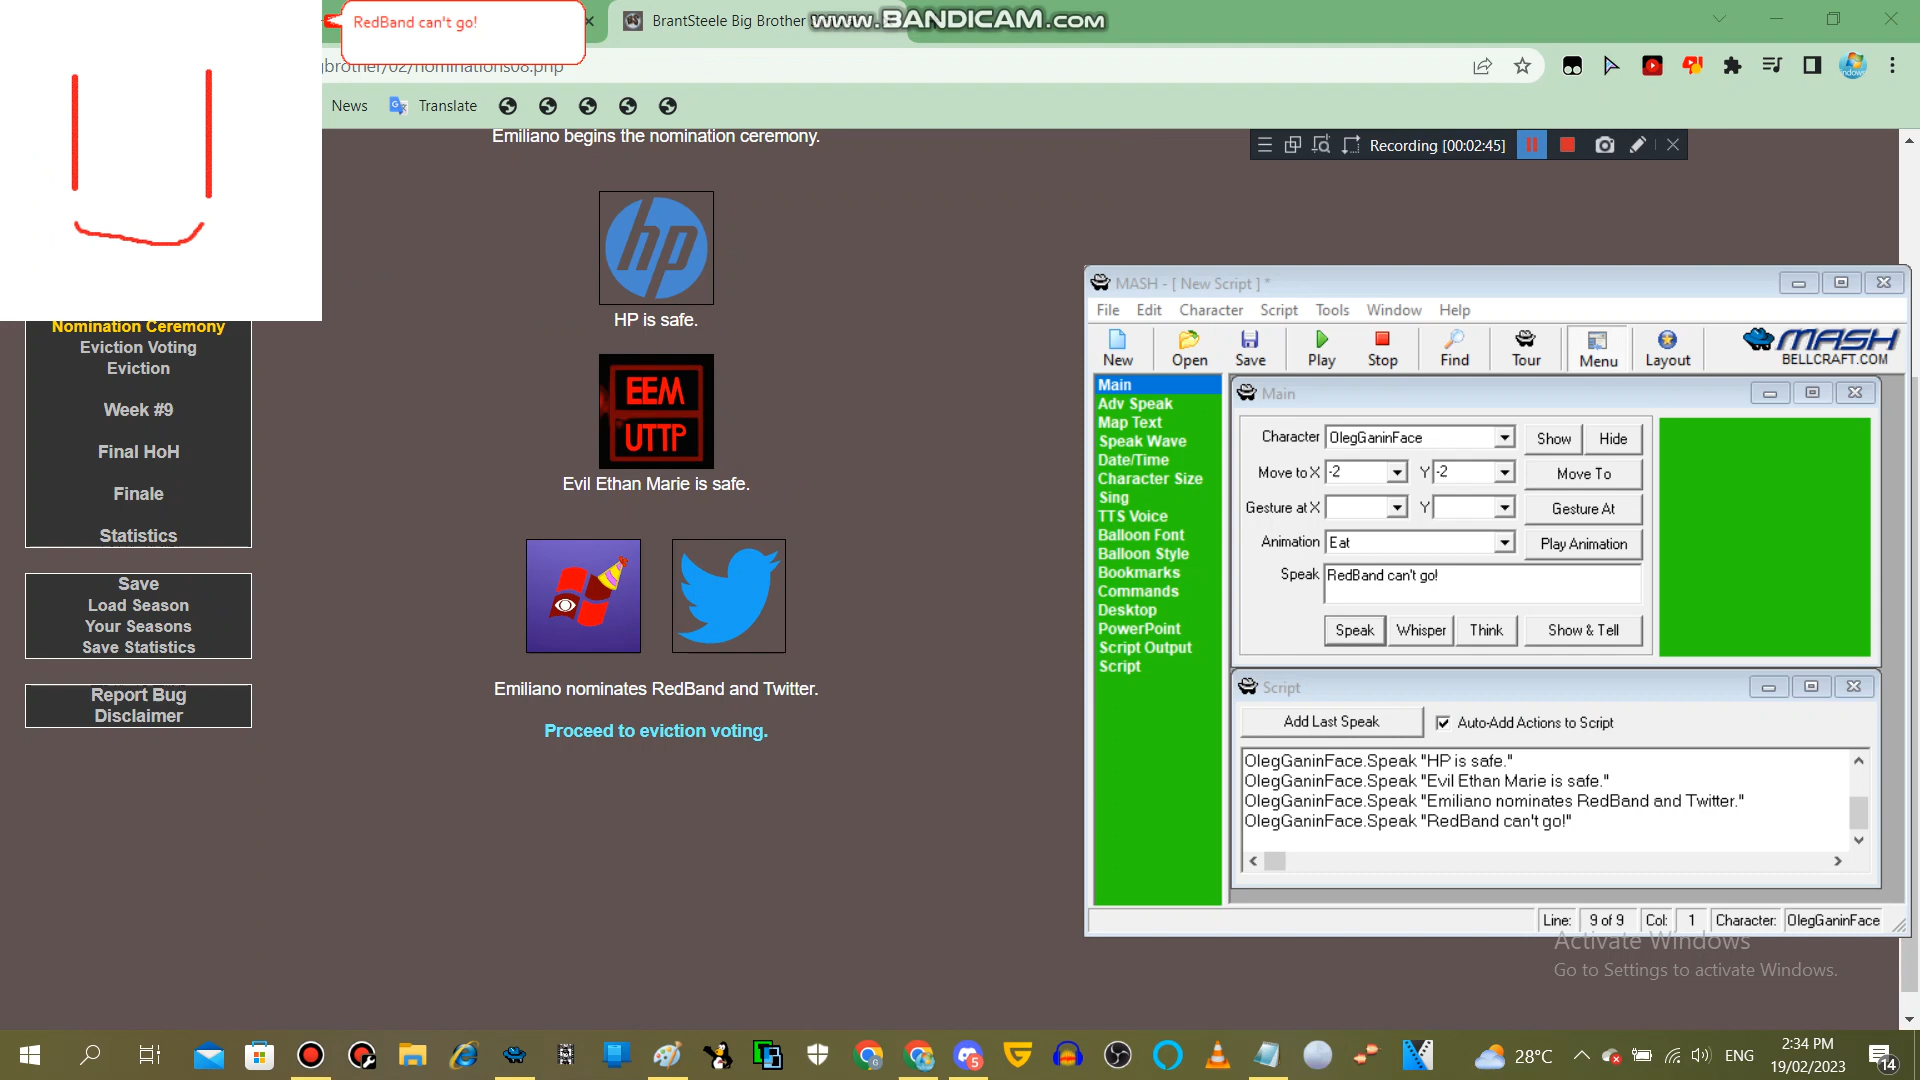 RedBand can't go!
BrantSteele Big Brother
WWW.BANDICAM.COM
brother/02/nominations08.php
News
Translate
Emiliano begins the nomination ceremony.
Recording [00:02:45]
hp
HP is safe.
EEM
UTTP
Evil Ethan Marie is safe.
Emiliano nominates RedBand and Twitter.
Proceed to eviction voting.
Nomination Ceremony
Eviction Voting
Eviction
Week #9
Final HoH
Finale
Statistics
Save
Load Season
Your Seasons
Save Statistics
Report Bug
Disclaimer
MASH - [ New Script ] *
File Edit Character Script Tools Window Help
New Open Save Play Stop Find Tour Menu Layout
MASH
BELLCRAFT.COM
Main
Adv Speak
Map Text
Speak Wave
Date/Time
Character Size
Sing
TTS Voice
Balloon Font
Balloon Style
Bookmarks
Commands
Desktop
PowerPoint
Script Output
Script
Main
Character OlegGaninFace Show Hide
Move to X -2 Y -2 Move To
Gesture at X Y Gesture At
Animation Eat Play Animation
Speak RedBand can't go!
Speak Whisper Think Show & Tell
Script
Add Last Speak Auto-Add Actions to Script
OlegGaninFace.Speak "HP is safe."
OlegGaninFace.Speak "Evil Ethan Marie is safe."
OlegGaninFace.Speak "Emiliano nominates RedBand and Twitter."
OlegGaninFace.Speak "RedBand can't go!"
Line: 9 of 9 Col: 1 Character: OlegGaninFace
Activate Windows
Go to Settings to activate Windows.
28°C
ENG
2:34 PM
19/02/2023
14
5